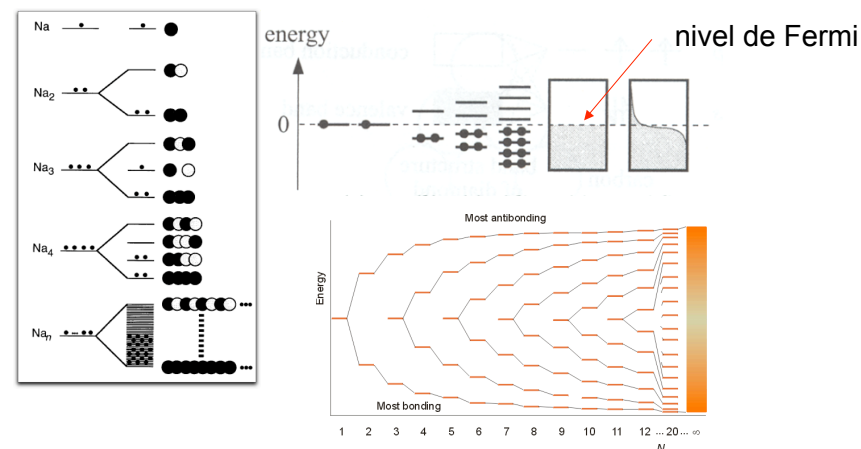 Na
Na2
Na3
Na4
Nan
energy
0
nivel de Fermi
Most antibonding
Energy
Most bonding
1 2 3 4 5 6 7 8 9 10 11 12 ...20... ∞
N